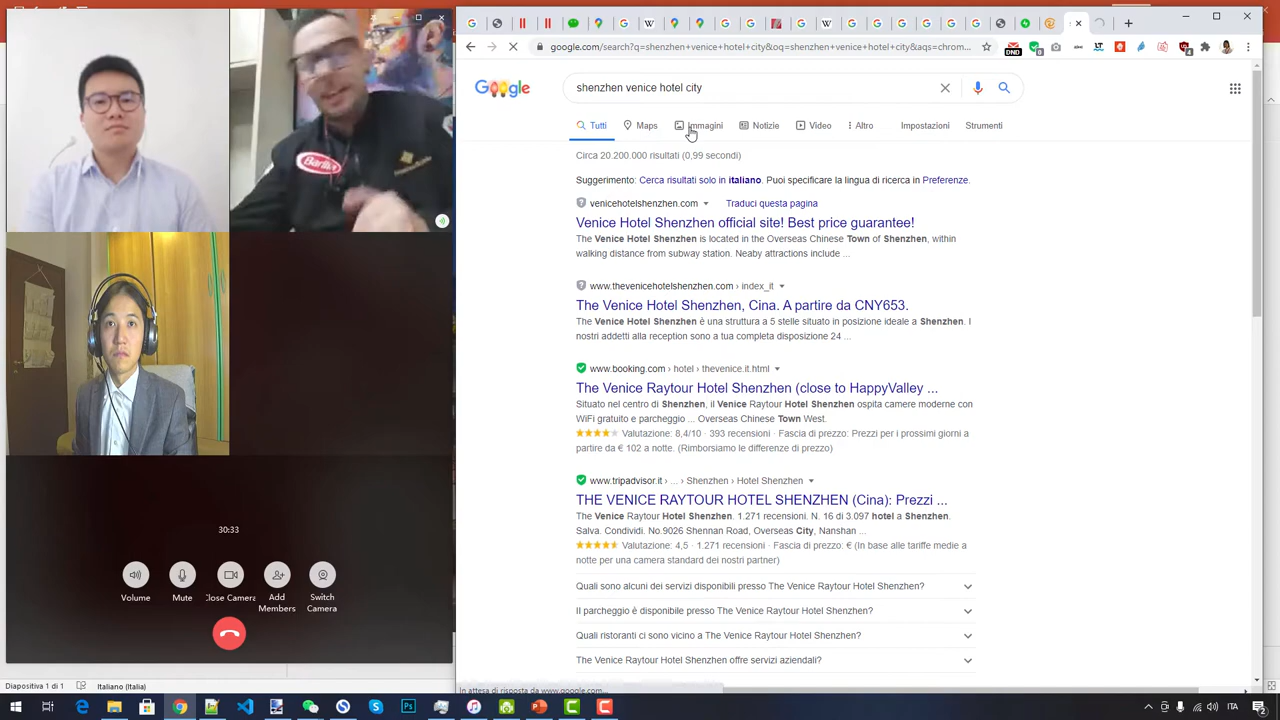 google.com/search?q=shenzhen+venice+hotel+city&oq=shenzhen+venice+hotel+city&aqs=chrom...
Google
shenzhen venice hotel city
Tutti
Maps
Immagini
Notizie
Video
Altro
Impostazioni
Strumenti
Circa 20.200.000 risultati (0,99 secondi)
Suggerimento: Cerca risultati solo in italiano. Puoi specificare la lingua di ricerca in Preferenze.
venicehotelshenzhen.com Traduci questa pagina
Venice Hotel Shenzhen official site! Best price guarantee!
The Venice Hotel Shenzhen is located in the Overseas Chinese Town of Shenzhen, within
walking distance from subway station. Neaby attractions include ...
www.thevenicehotelshenzhen.com › index_it
The Venice Hotel Shenzhen, Cina. A partire da CNY653.
The Venice Hotel Shenzhen è una struttura a 5 stelle situato in posizione ideale a Shenzhen. I
nostri addetti alla reception sono a tua completa disposizione 24 ...
www.booking.com › hotel › thevenice.it.html
The Venice Raytour Hotel Shenzhen (close to HappyValley ...
Situato nel centro di Shenzhen, il Venice Raytour Hotel Shenzhen ospita camere moderne con
WiFi gratuito e parcheggio ... Overseas Chinese Town West.
Valutazione: 8,4/10 · 393 recensioni · Fascia di prezzo: Prezzi per i prossimi giorni a
partire da € 102 a notte. (Rimborsiamo le differenze di prezzo)
www.tripadvisor.it › ... › Shenzhen › Hotel Shenzhen
THE VENICE RAYTOUR HOTEL SHENZHEN (Cina): Prezzi ...
The Venice Raytour Hotel Shenzhen. 1.271 recensioni. N. 16 di 3.097 hotel a Shenzhen.
Salva. Condividi. No.9026 Shennan Road, Overseas City, Nanshan ...
Valutazione: 4,5 · 1.271 recensioni · Fascia di prezzo: € (In base alle tariffe medie a
notte per una camera standard dei nostri partner)
Quali sono alcuni dei servizi disponibili presso The Venice Raytour Hotel Shenzhen?
Il parcheggio è disponibile presso The Venice Raytour Hotel Shenzhen?
Quali ristoranti ci sono vicino a The Venice Raytour Hotel Shenzhen?
The Venice Raytour Hotel Shenzhen offre servizi aziendali?
In attesa di risposta da www.google.com...
Barilla
30:33
Volume
Mute
Close Camera
Add Members
Switch Camera
Diapositiva 1 di 1
Italiano (Italia)
ITA